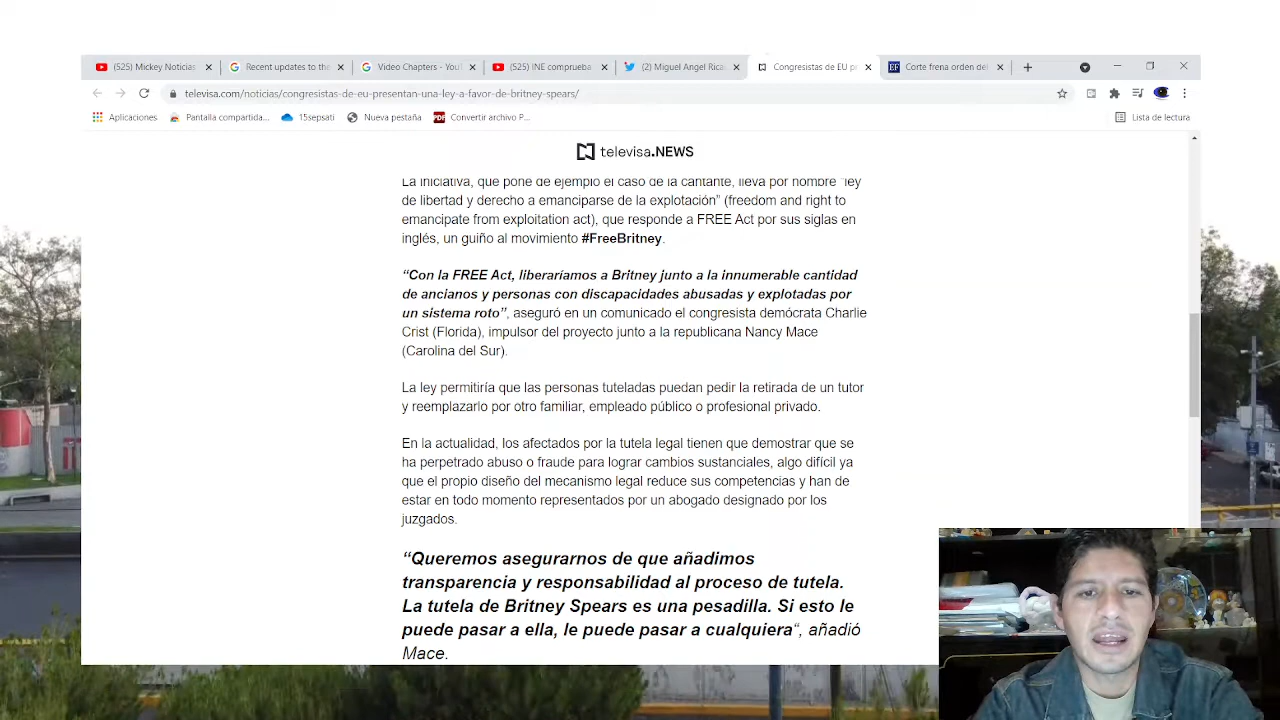 (525) Mickey Noticias
Recent updates to the
Video Chapters - YouT
(525) INE comprueba
(2) Miguel Angel Rica
Congresistas de EU pr
Corte frena orden de
televisa.com/noticias/congresistas-de-eu-presentan-una-ley-a-favor-de-britney-spears/
Aplicaciones
Pantalla compartida...
15sepsati
Nueva pestaña
PDF
Convertir archivo P...
Lista de lectura
televisa.NEWS
La iniciativa, que pone de ejemplo el caso de la cantante, lleva por nombre “ley
de libertad y derecho a emanciparse de la explotación” (freedom and right to
emancipate from exploitation act), que responde a FREE Act por sus siglas en
inglés, un guiño al movimiento #FreeBritney.
“Con la FREE Act, liberaríamos a Britney junto a la innumerable cantidad
de ancianos y personas con discapacidades abusadas y explotadas por
un sistema roto”, aseguró en un comunicado el congresista demócrata Charlie
Crist (Florida), impulsor del proyecto junto a la republicana Nancy Mace
(Carolina del Sur).
La ley permitiría que las personas tuteladas puedan pedir la retirada de un tutor
y reemplazarlo por otro familiar, empleado público o profesional privado.
En la actualidad, los afectados por la tutela legal tienen que demostrar que se
ha perpetrado abuso o fraude para lograr cambios sustanciales, algo difícil ya
que el propio diseño del mecanismo legal reduce sus competencias y han de
estar en todo momento representados por un abogado designado por los
juzgados.
“Queremos asegurarnos de que añadimos
transparencia y responsabilidad al proceso de tutela.
La tutela de Britney Spears es una pesadilla. Si esto le
puede pasar a ella, le puede pasar a cualquiera“, añadió
Mace.